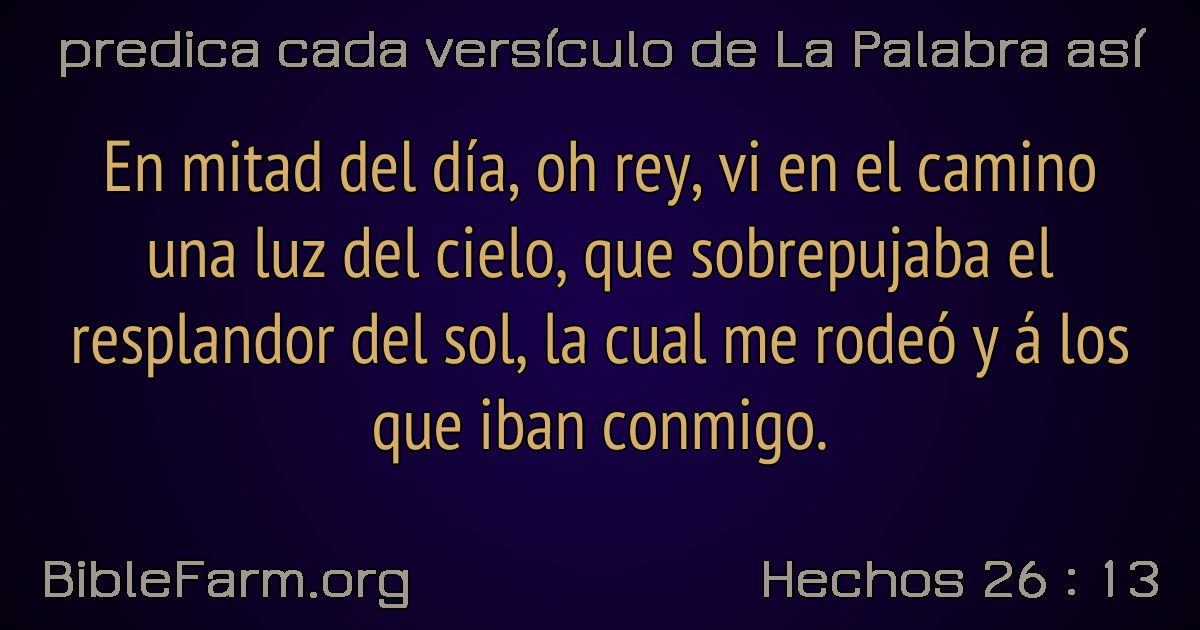 predica cada versículo de La Palabra así
En mitad del día, oh rey, vi en el camino
una luz del cielo, que sobrepujaba el
resplandor del sol, la cual me rodeó y á los
que iban conmigo.
BibleFarm.org
Hechos 26 : 13